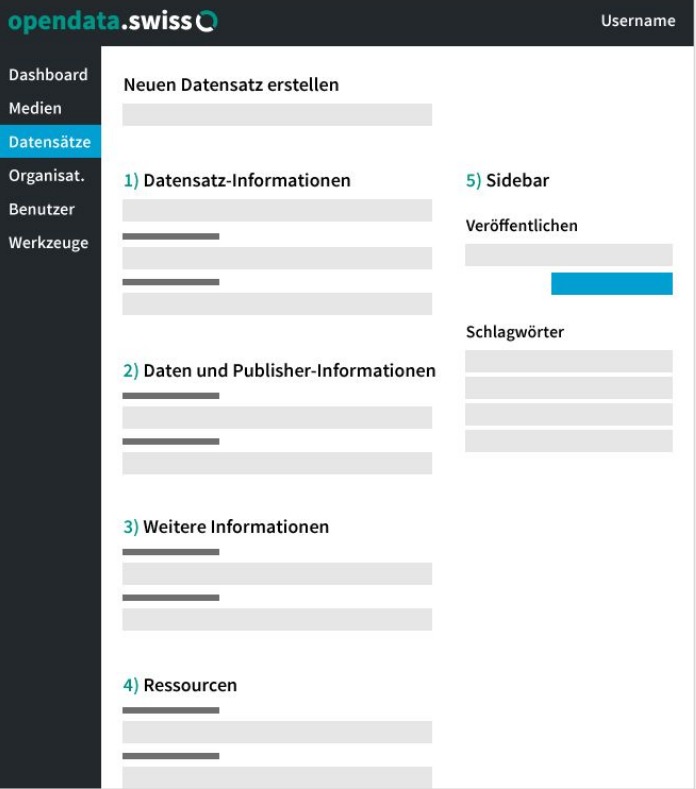 opendata.swiss
Username
Dashboard
Medien
Datensätze
Organisat.
Benutzer
Werkzeuge
Neuen Datensatz erstellen
1) Datensatz-Informationen
2) Daten und Publisher-Informationen
3) Weitere Informationen
4) Ressourcen
5) Sidebar
Veröffentlichen
Schlagwörter